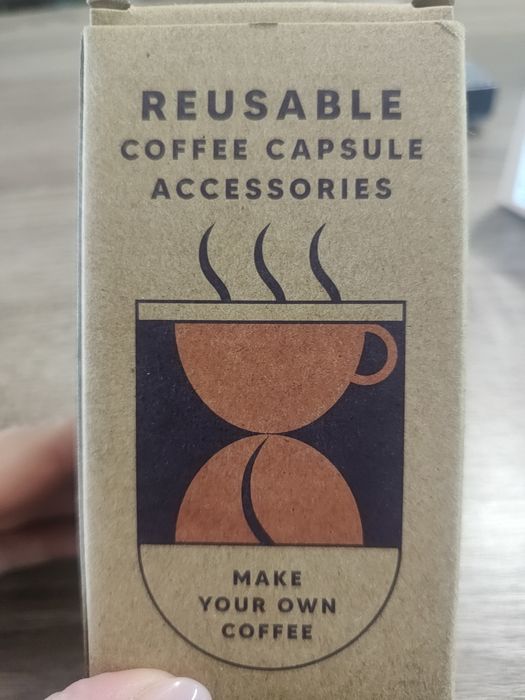 REUSABLE
COFFEE CAPSULE
ACCESSORIES
MAKE
YOUR OWN
COFFEE